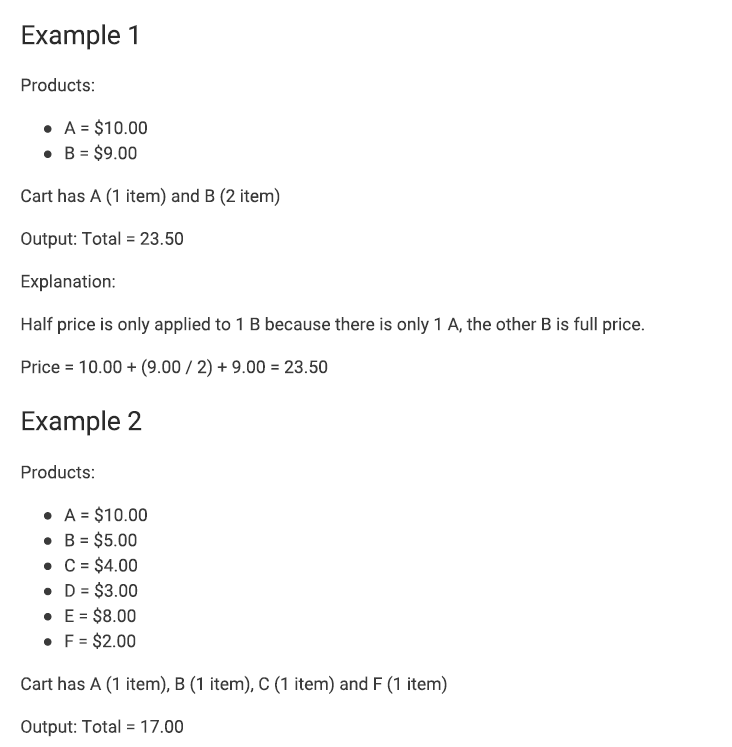 Example 1
Products:
• A = $10.00
• B = $9.00
Cart has A (1 item) and B (2 item)
Output: Total = 23.50
Explanation:
Half price is only applied to 1 B because there is only 1 A, the other B is full price.
Price = 10.00 + (9.00 / 2) + 9.00 = 23.50
Example 2
Products:
• A = $10.00
• B = $5.00
• C = $4.00
• D = $3.00
• E = $8.00
• F = $2.00
Cart has A (1 item), B (1 item), C (1 item) and F (1 item)
Output: Total = 17.00